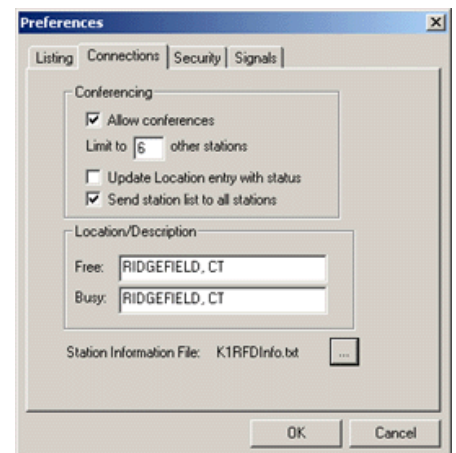 Preferences
Listing Connections Security Signals
Conferencing
Allow conferences
Limit to 6 other stations
Update Location entry with status
Send station list to all stations
Location/Description
Free: RIDGEFIELD, CT
Busy: RIDGEFIELD, CT
Station Information File: K1RFDInfo.txt ...
OK Cancel